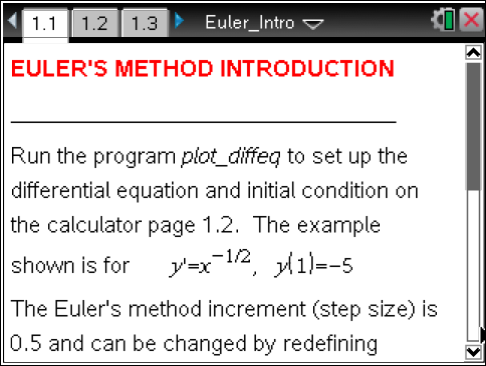 1.1 1.2 1.3 Euler_Intro
EULER'S METHOD INTRODUCTION
Run the program plot_diffeq to set up the
differential equation and initial condition on
the calculator page 1.2. The example
shown is for y'=x^{-1/2}, y(1)=-5
The Euler's method increment (step size) is
0.5 and can be changed by redefining